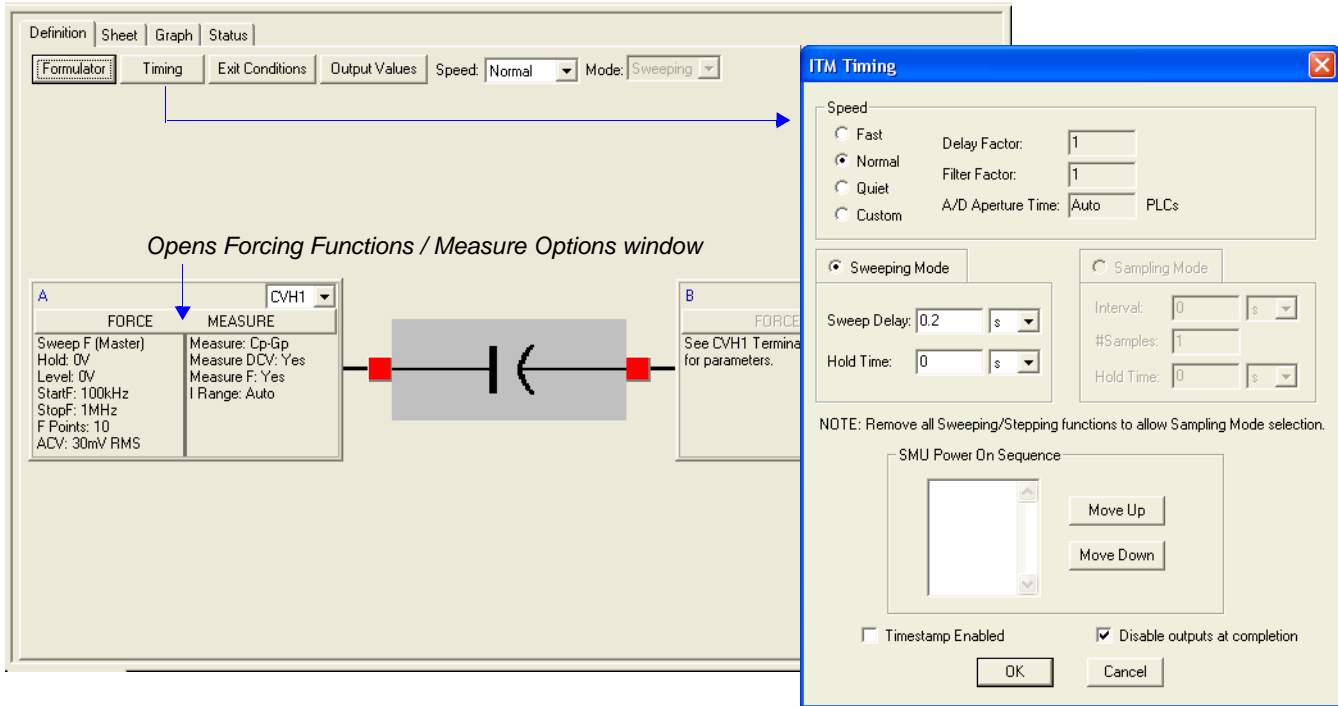 Definition Sheet Graph Status
Formulator Timing Exit Conditions Output Values Speed: Normal Mode: Sweeping
Opens Forcing Functions / Measure Options window
A CVH1
FORCE MEASURE
Sweep F (Master)
Hold: 0V
Level: 0V
StartF: 100kHz
StopF: 1MHz
F Points: 10
ACV: 30mV RMS
Measure: Cp-Gp
Measure DCV: Yes
Measure F: Yes
I Range: Auto
B
FORCE
See CVH1 Termina
for parameters.
ITM Timing
Speed
Fast
Normal
Quiet
Custom
Delay Factor: 1
Filter Factor: 1
A/D Aperture Time: Auto PLCs
Sweeping Mode
Sweep Delay: 0.2 s
Hold Time: 0 s
Sampling Mode
Interval: 0 s
#Samples: 1
Hold Time: 0 s
NOTE: Remove all Sweeping/Stepping functions to allow Sampling Mode selection.
SMU Power On Sequence
Move Up
Move Down
Timestamp Enabled Disable outputs at completion
OK Cancel